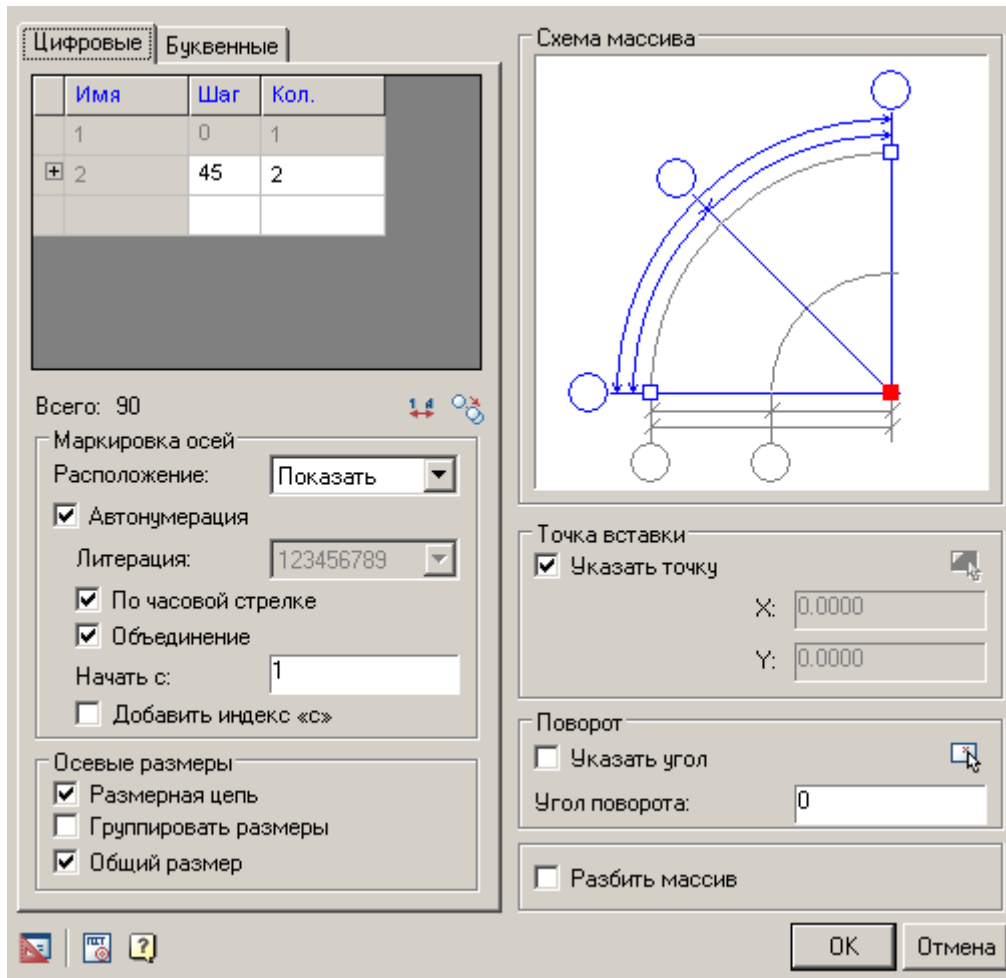 Цифровые Буквенные
Имя Шаг Кол.
1 0 1
2 45 2
Всего: 90
Маркировка осей
Расположение: Показать
Автонумерация
Литерация: 123456789
По часовой стрелке
Объединение
Начать с: 1
Добавить индекс «с»
Осевые размеры
Размерная цепь
Группировать размеры
Общий размер
Схема массива
Точка вставки
Указать точку
X: 0.0000
Y: 0.0000
Поворот
Указать угол
Угол поворота: 0
Разбить массив
OK Отмена